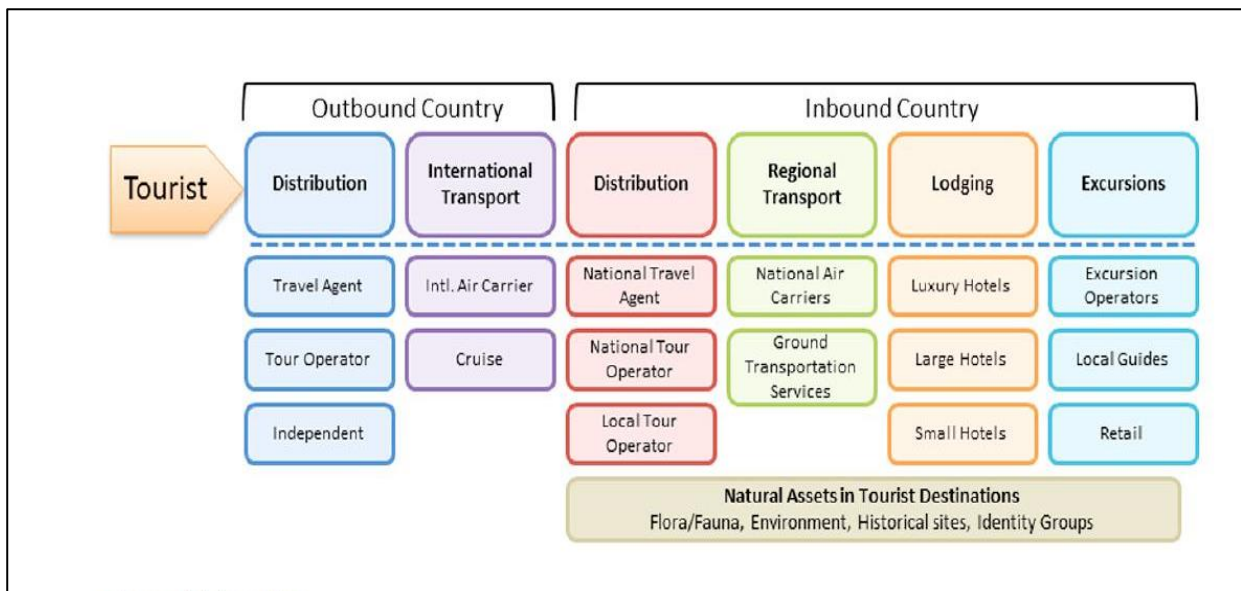 Outbound Country
Inbound Country
Tourist
Distribution
International
Transport
Distribution
Regional
Transport
Lodging
Excursions
Travel Agent
Intl. Air Carrier
National Travel
Agent
National Air
Carriers
Luxury Hotels
Excursion
Operators
Tour Operator
Cruise
National Tour
Operator
Ground
Transportation
Services
Large Hotels
Local Guides
Independent
Local Tour
Operator
Small Hotels
Retail
Natural Assets in Tourist Destinations
Flora/Fauna, Environment, Historical sites, Identity Groups